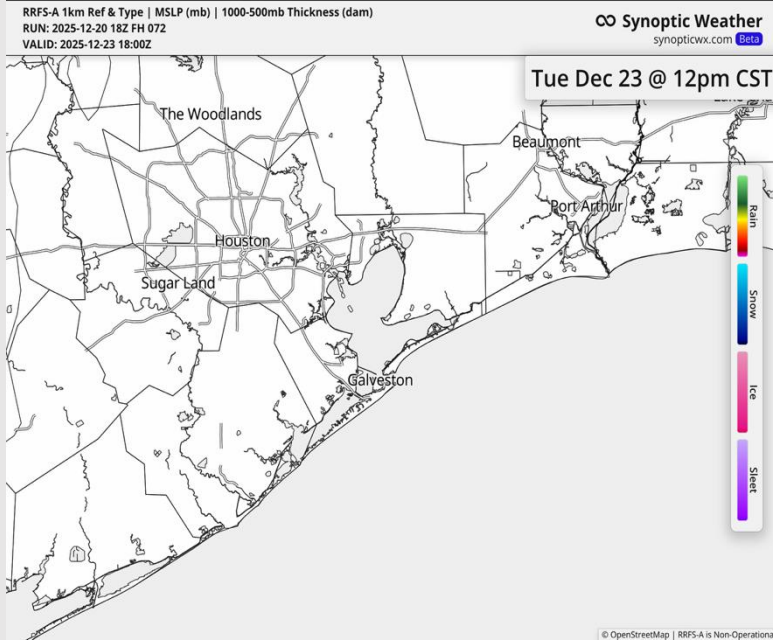 RRFS-A 1km Ref & Type | MSLP (mb) | 1000-500mb Thickness (dam)
RUN: 2025-12-20 18Z FH 072
VALID: 2025-12-23 18:00Z
Synoptic Weather
synopticwx.com Beta
Tue Dec 23 @ 12pm CST
The Woodlands
Beaumont
Port Arthur
Houston
Sugar Land
Galveston
Rain
Snow
Ice
Sleet
© OpenStreetMap | RRFS-A is Non-Operationa